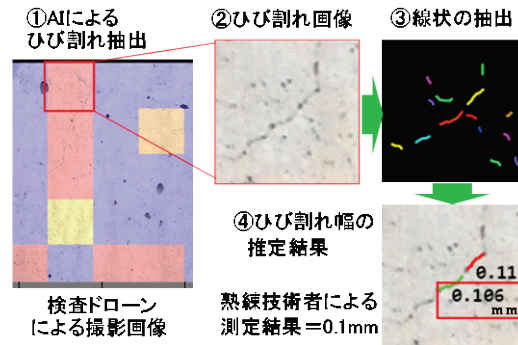 ①AIによる
ひび割れ抽出
②ひび割れ画像
③線状の抽出
④ひび割れ幅の
推定結果
熟練技術者による
測定結果＝0.1mm
0.11
0.106
mm
検査ドローン
による撮影画像